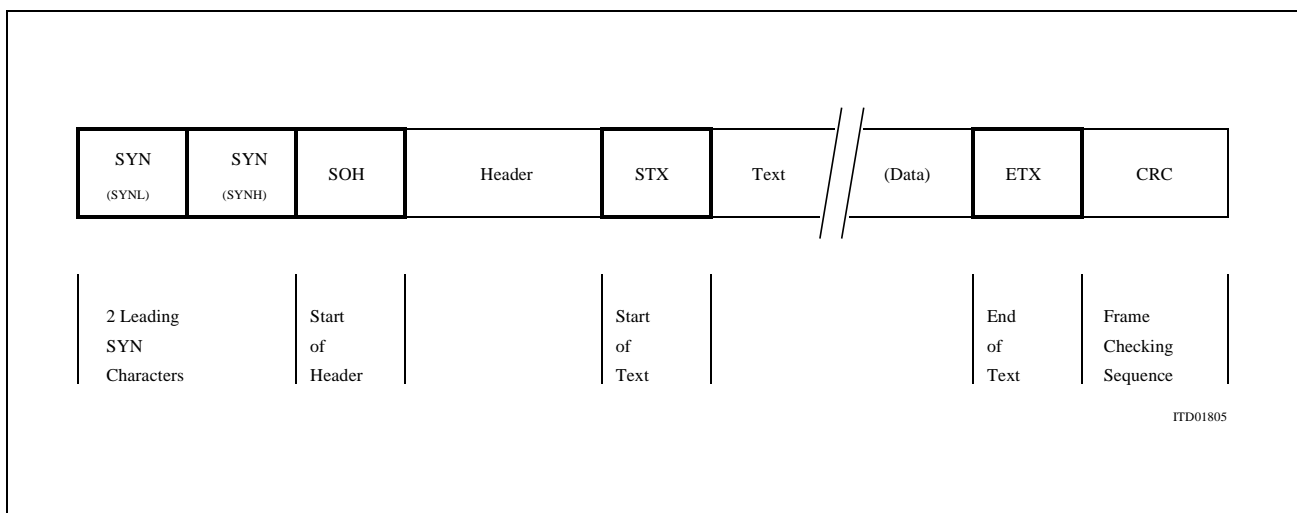 SYN SYN SOH Header STX Text (Data) ETX CRC
(SYNL) (SYNH)
2 Leading Start Start End Frame
SYN of of of Checking
Characters Header Text Text Sequence
ITD01805